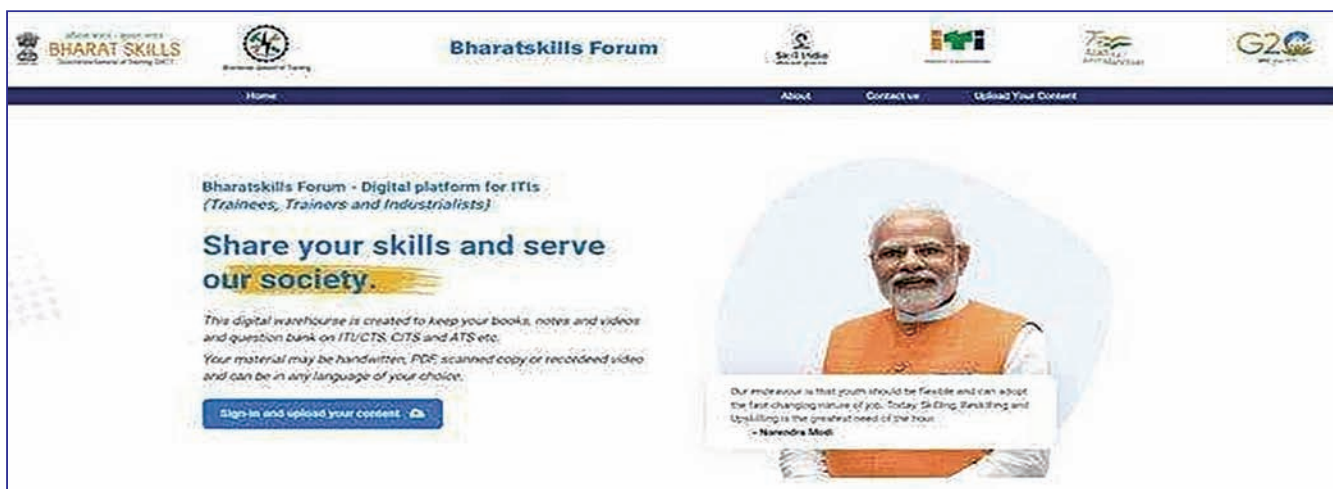 BHARAT SKILLS
Bharatskills Forum
Skill India
iti
G20
Home
About
Contact us
Upload Your Content
Bharatskills Forum - Digital platform for ITIs
(Trainees, Trainers and Industrialists)
Share your skills and serve
our society.
This digital warehourse is created to keep your books, notes and videos
and question bank on ITI/CTS, CITS and ATS etc.
Your material may be handwritten, PDF, scanned copy or recordeed video
and can be in any language of your choice.
Sign-in and upload your content
Our endeavour is that youth should be flexible and can adopt
the fast changing nature of job. Today Skilling, Reskilling and
Upskilling is the greatest need of the hour.
- Narendra Modi